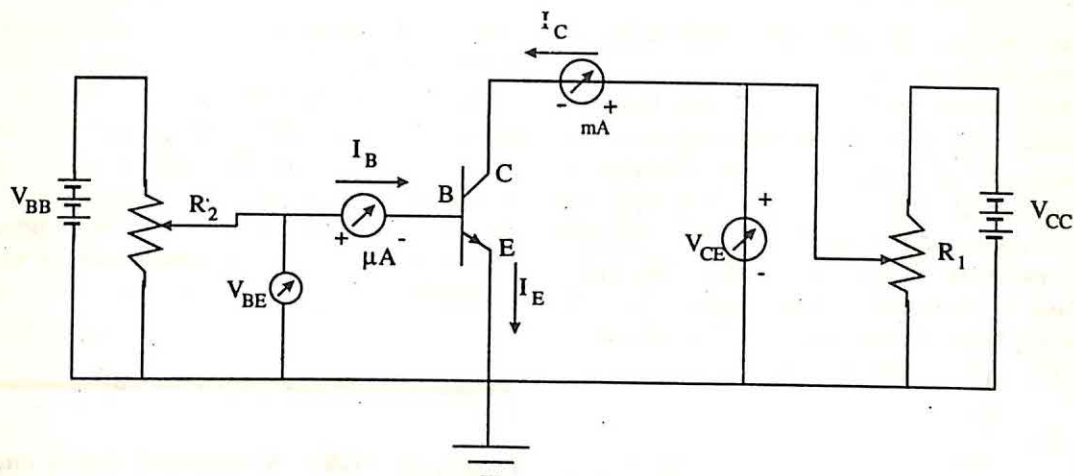 I_C
- +
mA
I_B
B
C
V_BB
R_2
+ -
μA
E
V_BE
I_E
+
V_CE
-
R_1
V_CC